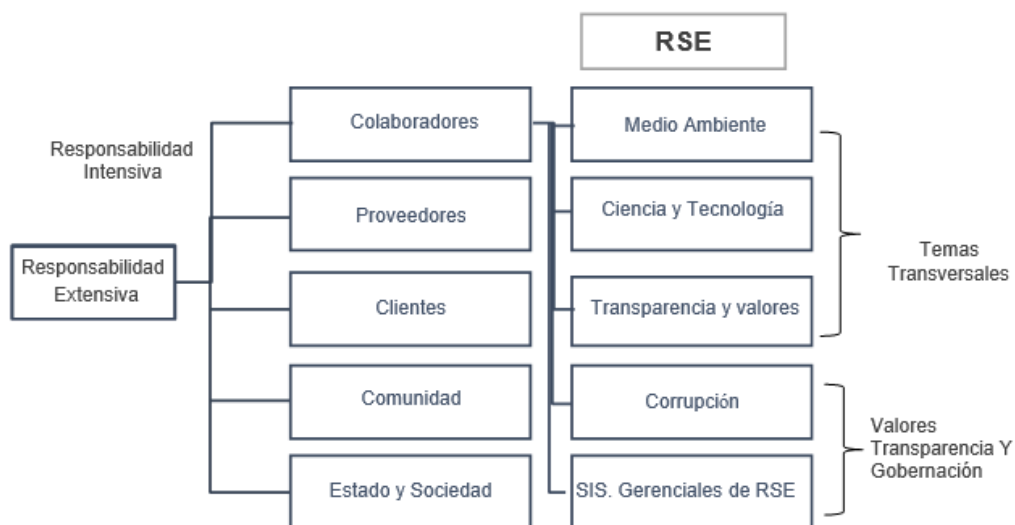 RSE
Colaboradores
Medio Ambiente
Responsabilidad
Intensiva
Proveedores
Ciencia y Tecnología
Responsabilidad
Extensiva
Temas
Transversales
Clientes
Transparencia y valores
Comunidad
Corrupción
Valores
Transparencia Y
Gobernación
Estado y Sociedad
SIS. Gerenciales de RSE